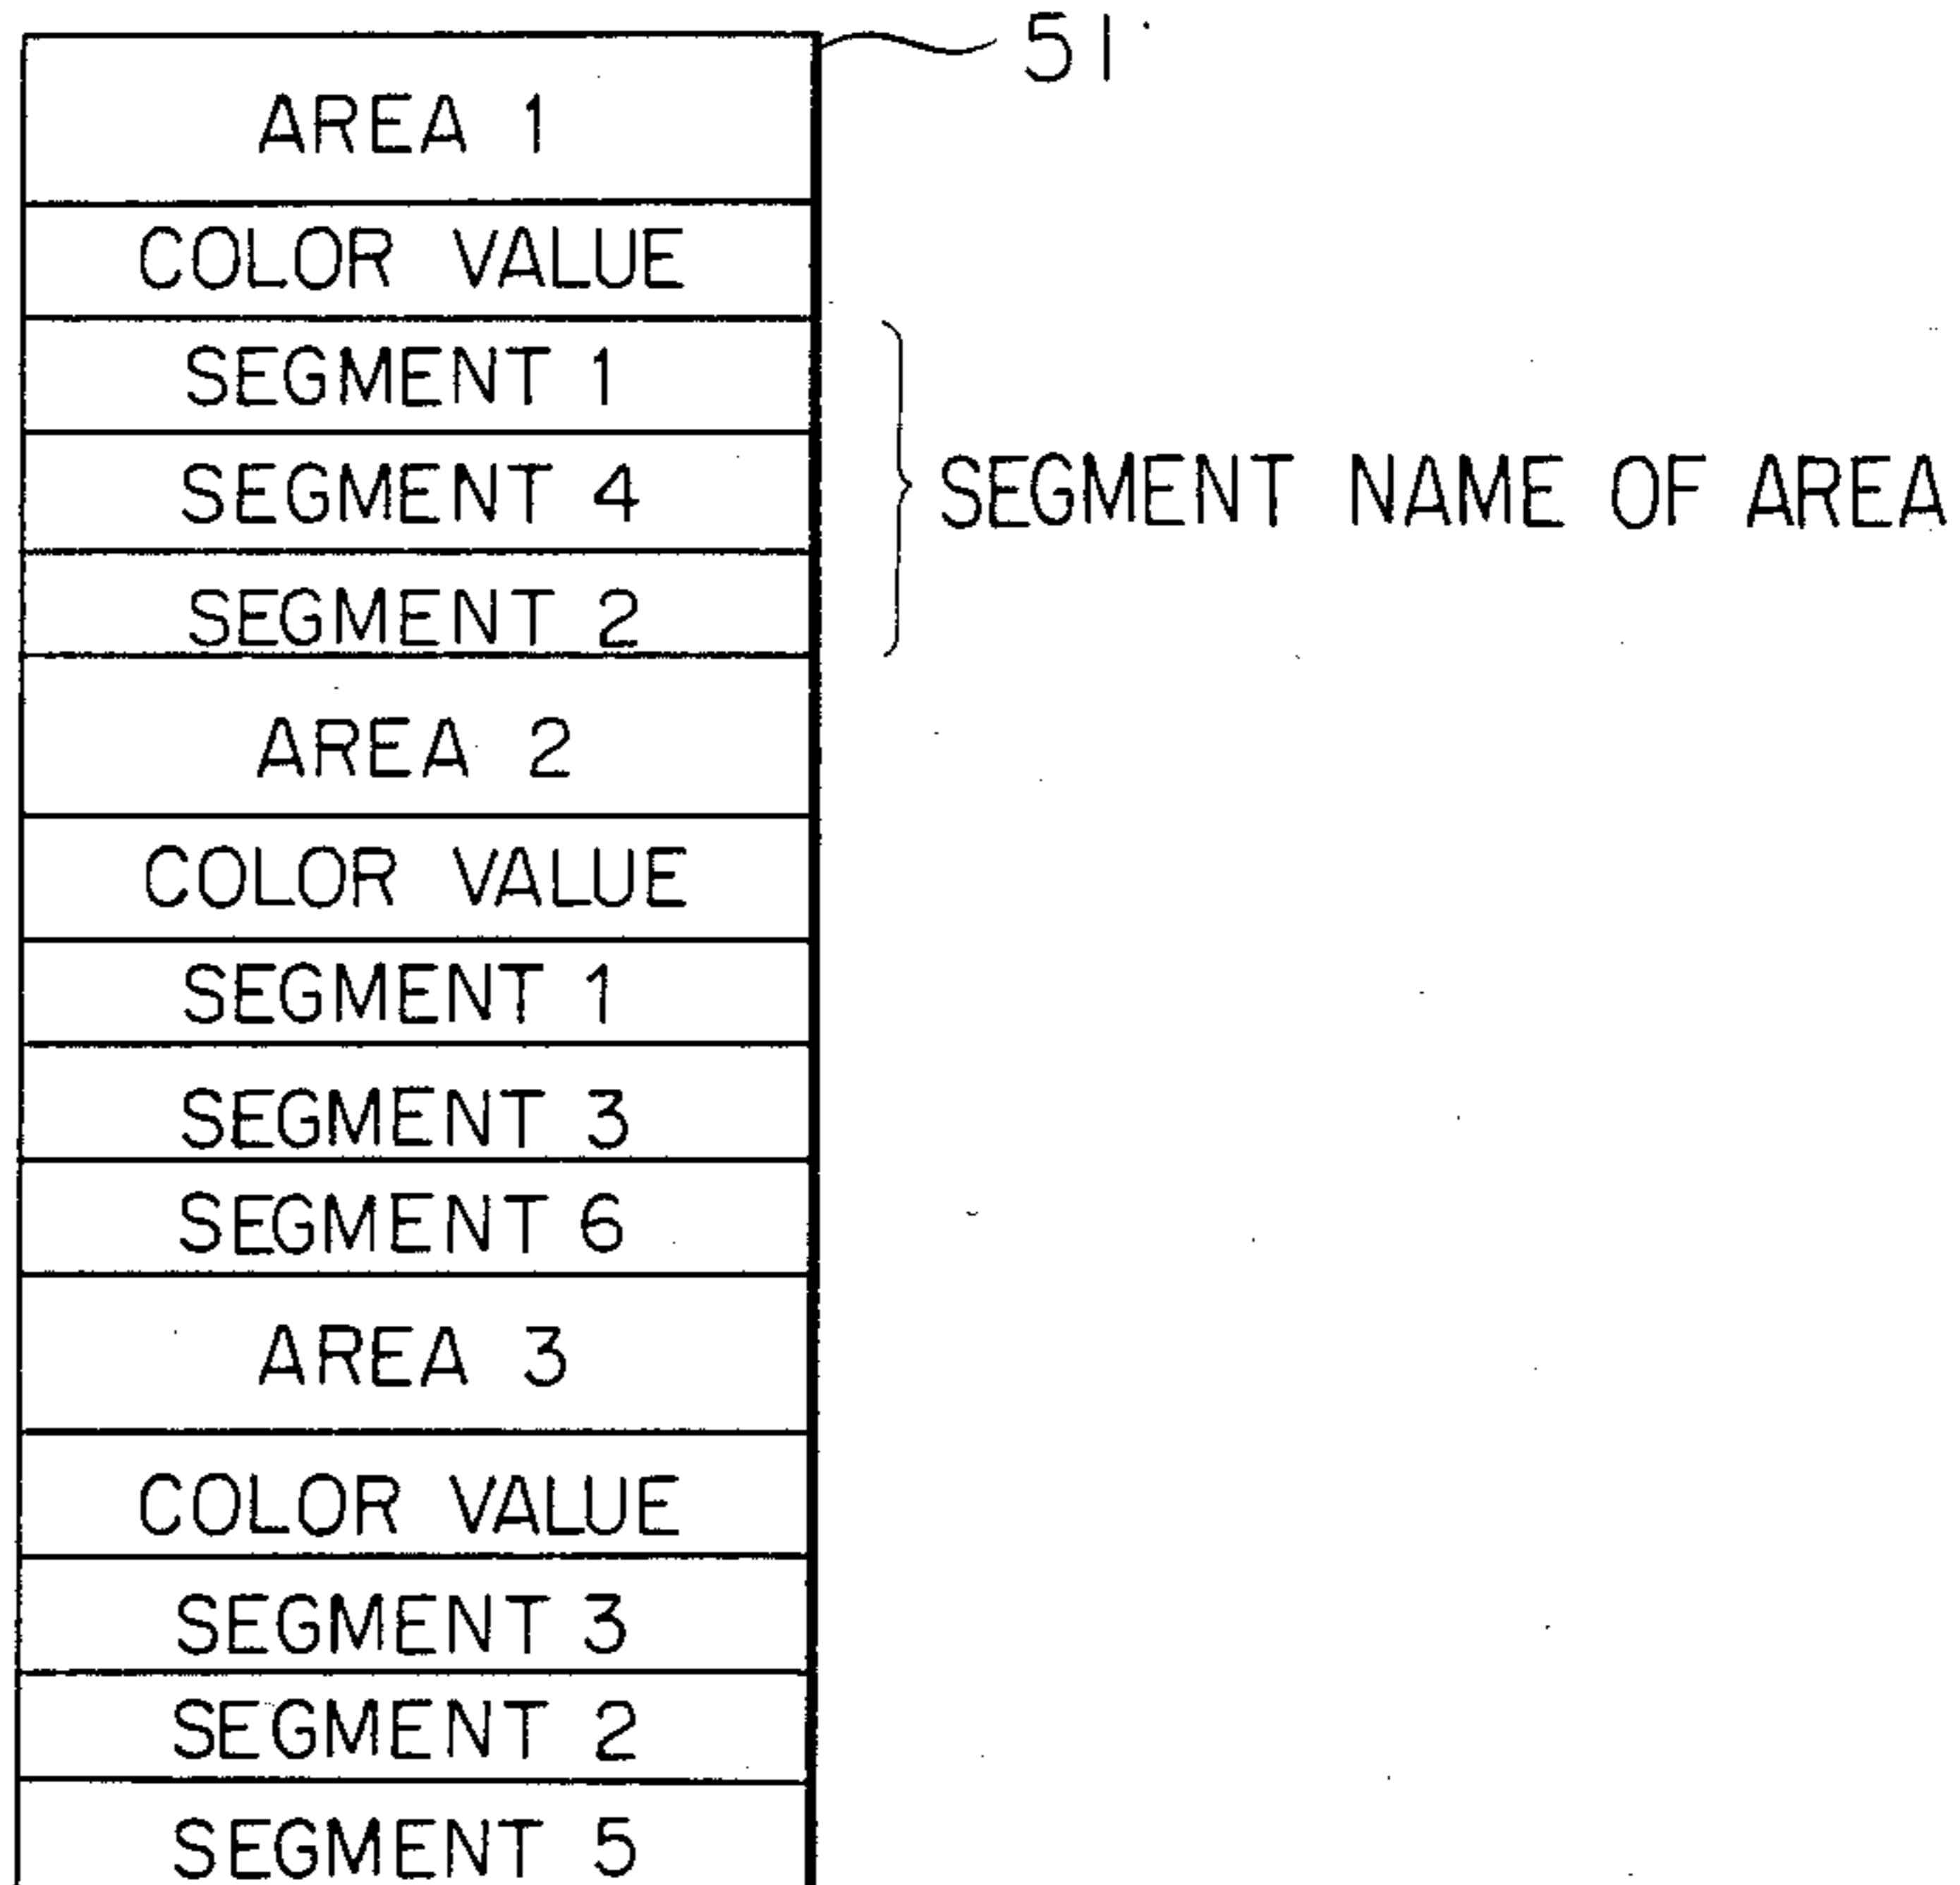 51
AREA 1
COLOR VALUE
SEGMENT 1
SEGMENT 4
SEGMENT NAME OF AREA
SEGMENT 2
AREA 2
COLOR VALUE
SEGMENT 1
SEGMENT 3
SEGMENT 6
AREA 3
COLOR VALUE
SEGMENT 3
SEGMENT 2
SEGMENT 5